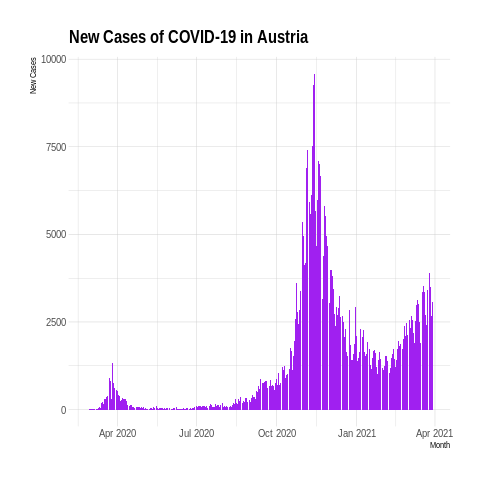 New Cases of COVID-19 in Austria
New Cases
10000
7500
5000
2500
0
Apr 2020
Jul 2020
Oct 2020
Jan 2021
Apr 2021
Month